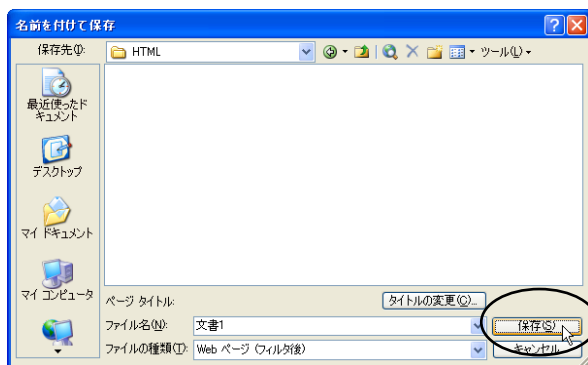 名前を付けて保存
保存先(I):
HTML
ツール(L)
最近使ったド
キュメント
デスクトップ
マイ ドキュメント
マイ コンピュータ
ページ タイトル:
タイトルの変更(C)...
ファイル名(N):
文書1
保存(S)
ファイルの種類(T):
Web ページ (フィルタ後)
キャンセル